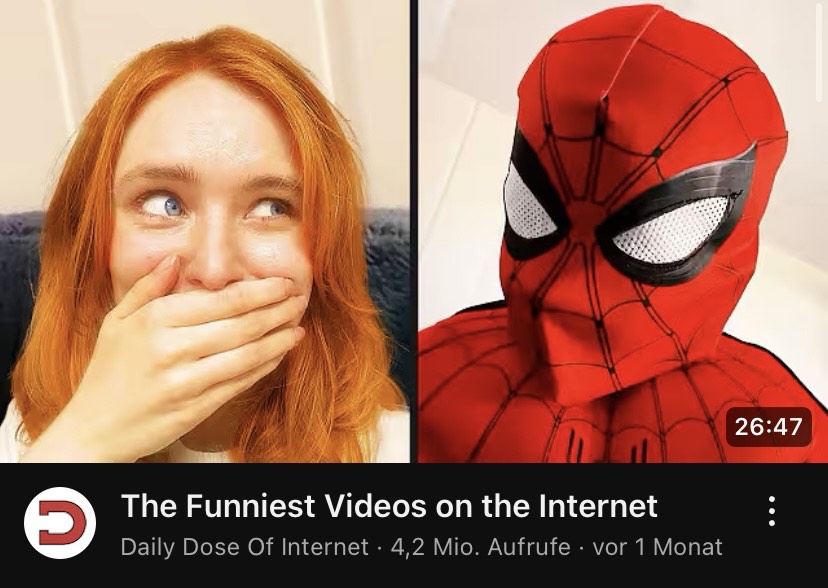 26:47
The Funniest Videos on the Internet
Daily Dose Of Internet · 4,2 Mio. Aufrufe · vor 1 Monat